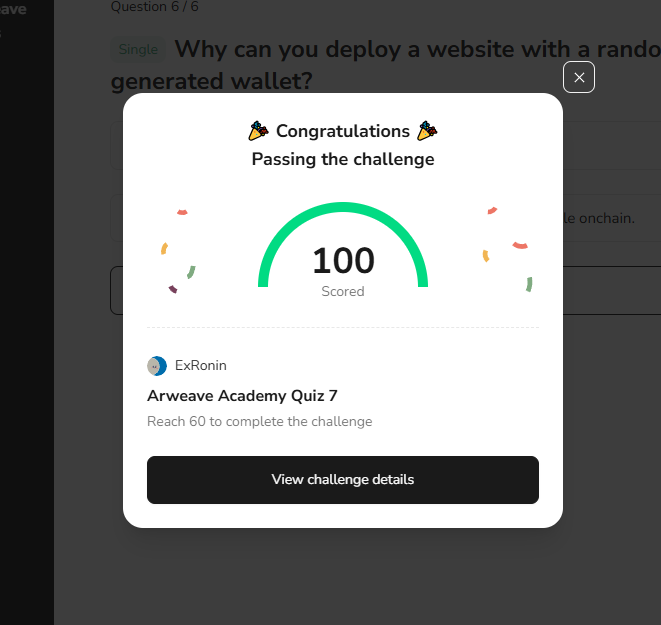 eave
Question 6 / 6
Single Why can you deploy a website with a rando
generated wallet?
Congratulations
Passing the challenge
le onchain.
100
Scored
ExRonin
Arweave Academy Quiz 7
Reach 60 to complete the challenge
View challenge details